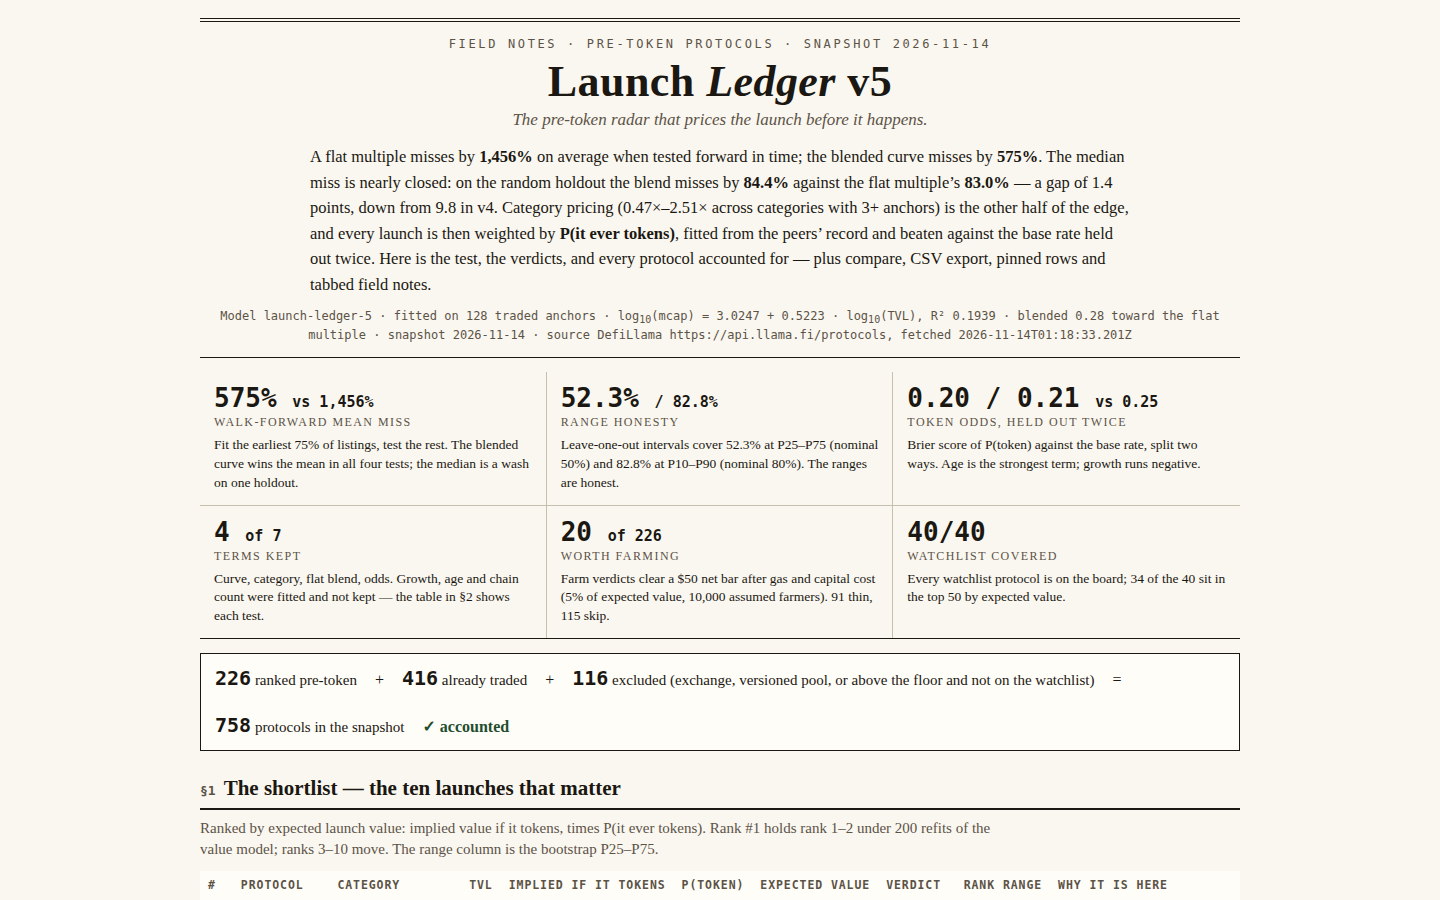 FIELD NOTES · PRE-TOKEN PROTOCOLS · SNAPSHOT 2026-11-14
Launch Ledger v5
The pre-token radar that prices the launch before it happens.
A flat multiple misses by 1,456% on average when tested forward in time; the blended curve misses by 575%. The median
miss is nearly closed: on the random holdout the blend misses by 84.4% against the flat multiple’s 83.0% — a gap of 1.4
points, down from 9.8 in v4. Category pricing (0.47×–2.51× across categories with 3+ anchors) is the other half of the edge,
and every launch is then weighted by P(it ever tokens), fitted from the peers’ record and beaten against the base rate held
out twice. Here is the test, the verdicts, and every protocol accounted for — plus compare, CSV export, pinned rows and
tabbed field notes.
Model launch-ledger-5 · fitted on 128 traded anchors · log10(mcap) = 3.0247 + 0.5223 · log10(TVL), R² 0.1939 · blended 0.28 toward the flat
multiple · snapshot 2026-11-14 · source DefiLlama https://api.llama.fi/protocols, fetched 2026-11-14T01:18:33.201Z
575% vs 1,456%
WALK-FORWARD MEAN MISS
Fit the earliest 75% of listings, test the rest. The blended
curve wins the mean in all four tests; the median is a wash
on one holdout.
52.3% / 82.8%
RANGE HONESTY
Leave-one-out intervals cover 52.3% at P25–P75 (nominal
50%) and 82.8% at P10–P90 (nominal 80%). The ranges
are honest.
0.20 / 0.21 vs 0.25
TOKEN ODDS, HELD OUT TWICE
Brier score of P(token) against the base rate, split two
ways. Age is the strongest term; growth runs negative.
4 of 7
TERMS KEPT
Curve, category, flat blend, odds. Growth, age and chain
count were fitted and not kept — the table in §2 shows
each test.
20 of 226
WORTH FARMING
Farm verdicts clear a $50 net bar after gas and capital cost
(5% of expected value, 10,000 assumed farmers). 91 thin,
115 skip.
40/40
WATCHLIST COVERED
Every watchlist protocol is on the board; 34 of the 40 sit in
the top 50 by expected value.
226 ranked pre-token + 416 already traded + 116 excluded (exchange, versioned pool, or above the floor and not on the watchlist) =
758 protocols in the snapshot ✓ accounted
§1 The shortlist — the ten launches that matter
Ranked by expected launch value: implied value if it tokens, times P(it ever tokens). Rank #1 holds rank 1–2 under 200 refits of the
value model; ranks 3–10 move. The range column is the bootstrap P25–P75.
# PROTOCOL CATEGORY TVL IMPLIED IF IT TOKENS P(TOKEN) EXPECTED VALUE VERDICT RANK RANGE WHY IT IS HERE